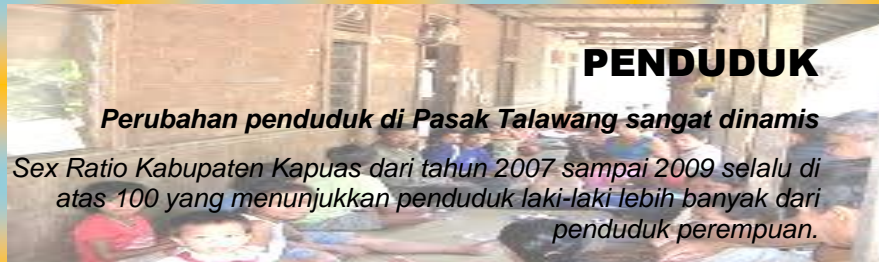 PENDUDUK
Perubahan penduduk di Pasak Talawang sangat dinamis
Sex Ratio Kabupaten Kapuas dari tahun 2007 sampai 2009 selalu di
atas 100 yang menunjukkan penduduk laki-laki lebih banyak dari
penduduk perempuan.